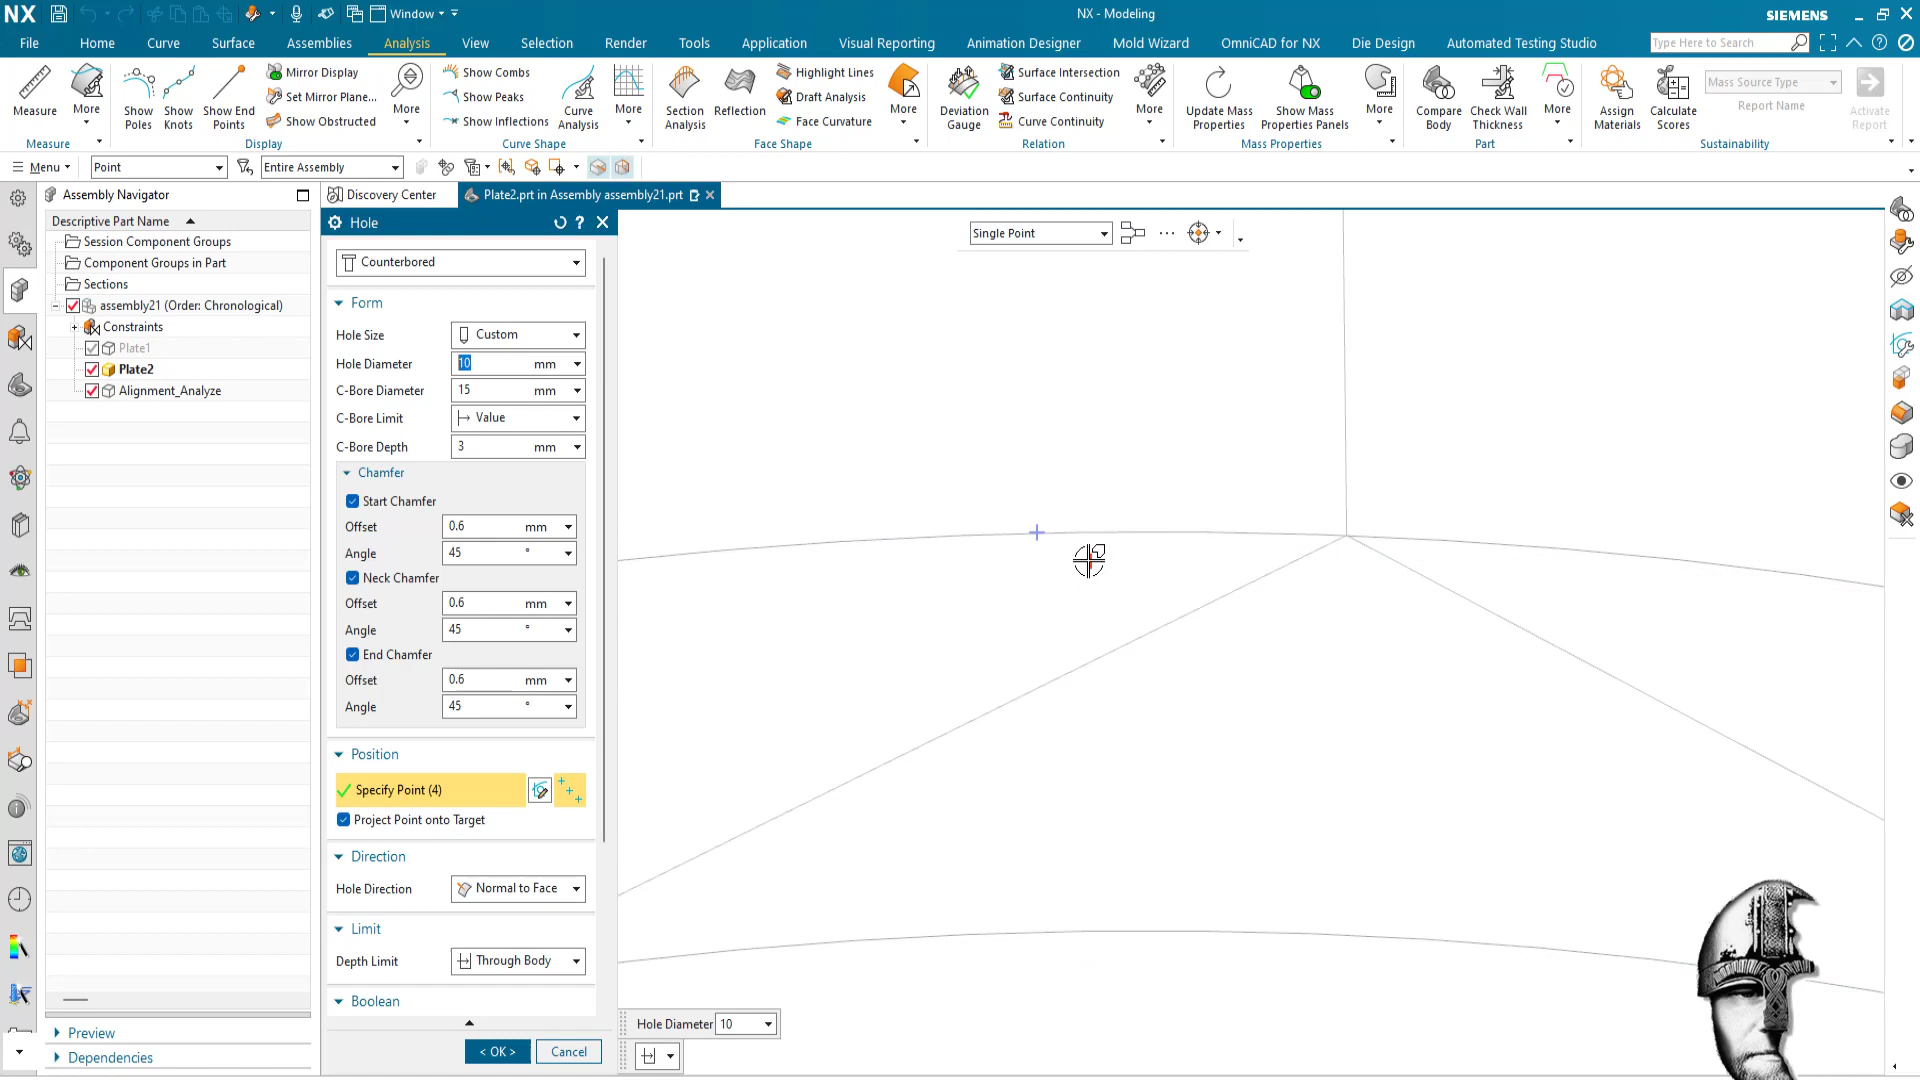 NX
Window
NX - Modeling
SIEMENS
File Home Curve Surface Assemblies Analysis View Selection Render Tools Application Visual Reporting Animation Designer Mold Wizard OmniCAD for NX Die Design Automated Testing Studio
Type Here to Search
Measure
More
Measure
Show Poles
Show Knots
Show End Points
Mirror Display
Set Mirror Plane...
Show Obstructed
More
Display
Show Combs
Show Peaks
Show Inflections
Curve Analysis
More
Curve Shape
Section Analysis
Reflection
Highlight Lines
Draft Analysis
Face Curvature
More
Face Shape
Deviation Gauge
Surface Intersection
Surface Continuity
Curve Continuity
More
Relation
Update Mass Properties
Show Mass Properties Panels
More
Mass Properties
Compare Body
Check Wall Thickness
More
Part
Assign Materials
Calculate Scores
Mass Source Type
Report Name
Activate Report
Sustainability
Menu
Point
Entire Assembly
Assembly Navigator
Descriptive Part Name
Session Component Groups
Component Groups in Part
Sections
assembly21 (Order: Chronological)
Constraints
Plate1
Plate2
Alignment_Analyze
Preview
Dependencies
Discovery Center
Plate2.prt in Assembly assembly21.prt
Hole
Counterbored
Form
Hole Size Custom
Hole Diameter 10 mm
C-Bore Diameter 15 mm
C-Bore Limit Value
C-Bore Depth 3 mm
Chamfer
Start Chamfer
Offset 0.6 mm
Angle 45 °
Neck Chamfer
Offset 0.6 mm
Angle 45 °
End Chamfer
Offset 0.6 mm
Angle 45 °
Position
Specify Point (4)
Project Point onto Target
Direction
Hole Direction Normal to Face
Limit
Depth Limit Through Body
Boolean
< OK > Cancel
Single Point
Hole Diameter 10